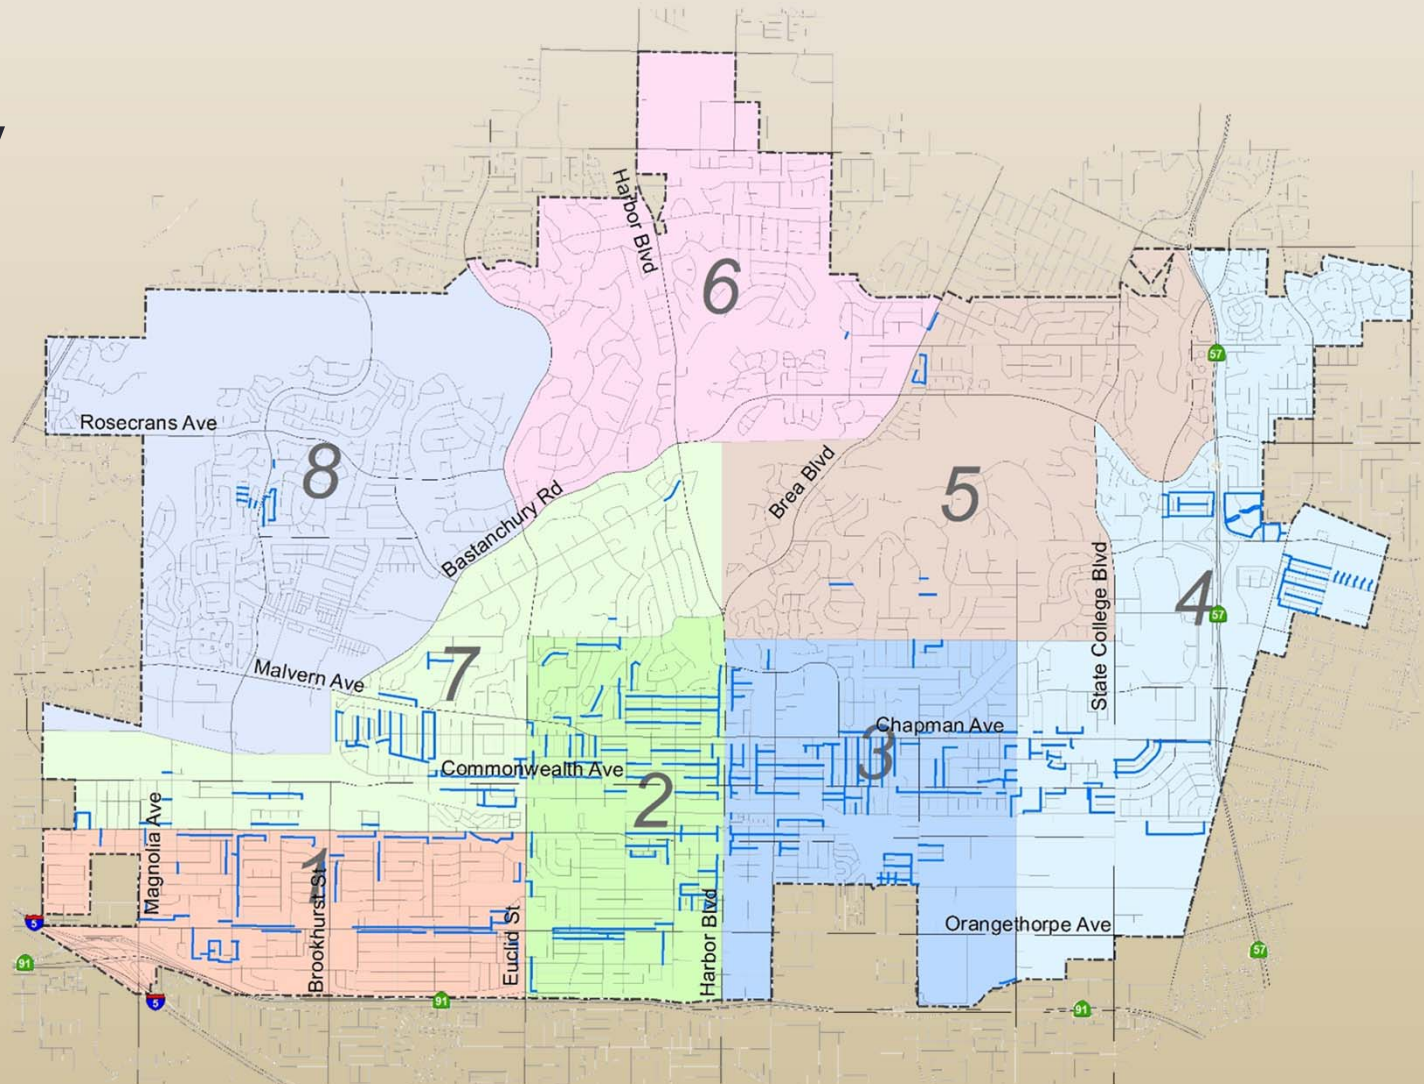 y
Harbor Blvd
6
57
Rosecrans Ave
8
Brea Blvd
5
Bastanchury Rd
State College Blvd
4
57
Malvern Ave
7
Chapman Ave
3
Commonwealth Ave
2
Magnolia Ave
1
Brookhurst St
Euclid St
Harbor Blvd
Orangethorpe Ave
5
91
57
5
91
91